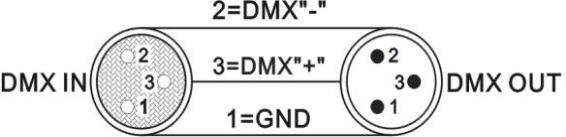 2=DMX"-"
2
2
DMX IN
3
3=DMX"+"
3
DMX OUT
1
1
1=GND